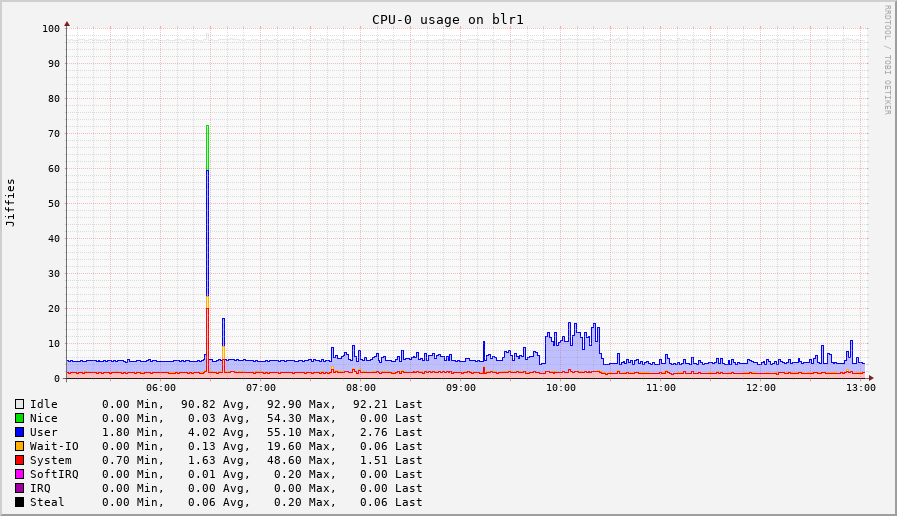 CPU-0 usage on blr1
RRDTOOL / TOBI OETIKER
Jiffies
100
90
80
70
60
50
40
30
20
10
0
06:00 07:00 08:00 09:00 10:00 11:00 12:00 13:00
Idle 0.00 Min, 90.82 Avg, 92.90 Max, 92.21 Last
Nice 0.00 Min, 0.03 Avg, 54.30 Max, 0.00 Last
User 1.80 Min, 4.02 Avg, 55.10 Max, 2.76 Last
Wait-IO 0.00 Min, 0.13 Avg, 19.60 Max, 0.06 Last
System 0.70 Min, 1.63 Avg, 48.60 Max, 1.51 Last
SoftIRQ 0.00 Min, 0.01 Avg, 0.20 Max, 0.00 Last
IRQ 0.00 Min, 0.00 Avg, 0.00 Max, 0.00 Last
Steal 0.00 Min, 0.06 Avg, 0.20 Max, 0.06 Last